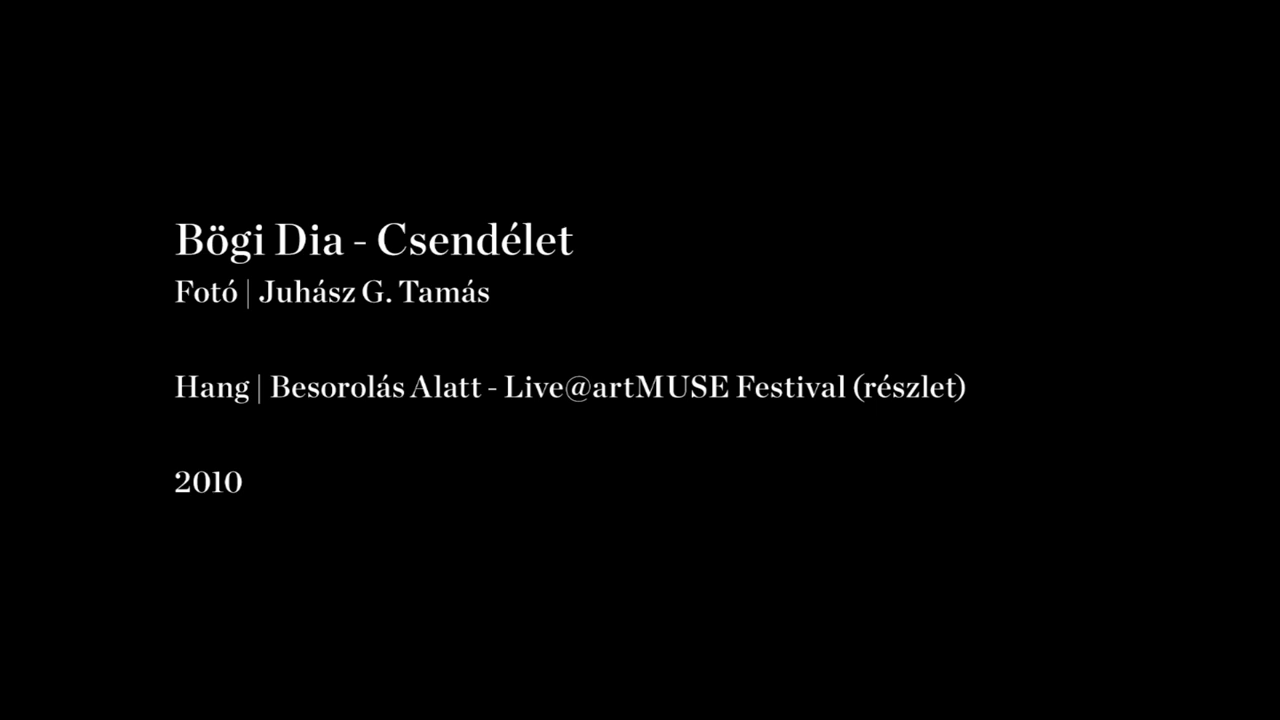 Bögi Dia - Csendélet
Fotó | Juhász G. Tamás
Hang | Besorolás Alatt - Live@artMUSE Festival (részlet)
2010